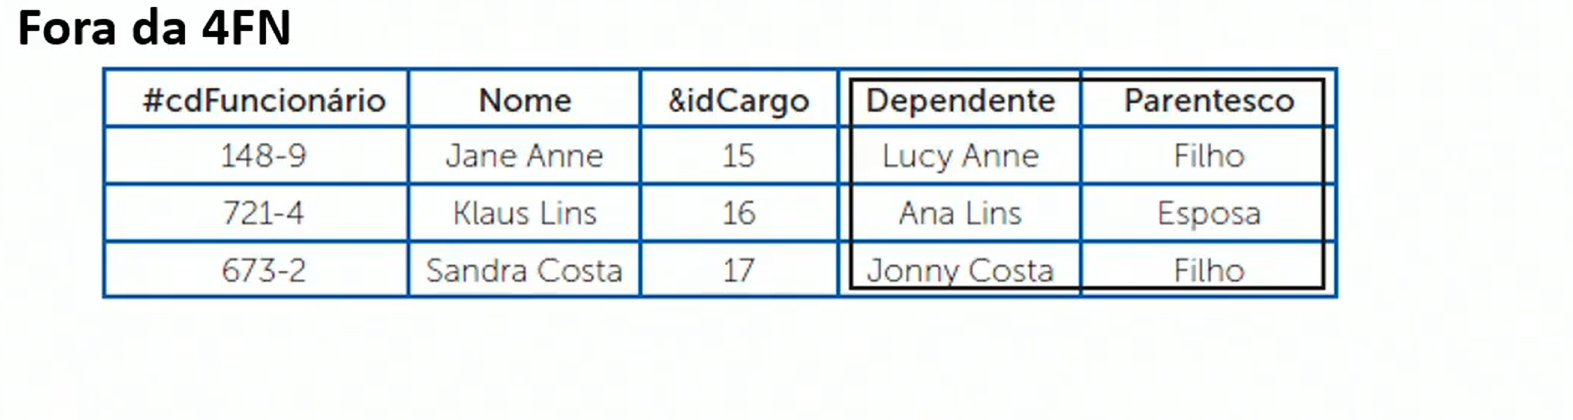 Fora da 4FN
#cdFuncionário Nome &idCargo Dependente Parentesco
148-9 Jane Anne 15 Lucy Anne Filho
721-4 Klaus Lins 16 Ana Lins Esposa
673-2 Sandra Costa 17 Jonny Costa Filho